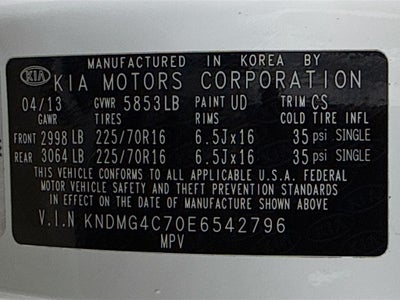 MANUFACTURED IN KOREA BY
KIA KIA MOTORS CORPORATION
04/13 GVWR 5853LB PAINT UD TRIM CS
GAWR TIRES RIMS COLD TIRE INFL
FRONT 2998 LB 225/70R16 6.5Jx16 35 psi SINGLE
REAR 3064 LB 225/70R16 6.5Jx16 35 psi SINGLE
THIS VEHICLE CONFORMS TO ALL APPLICABLE U.S.A. FEDERAL
MOTOR VEHICLE SAFETY AND THEFT PREVENTION STANDARDS
IN EFFECT ON THE DATE OF MANUFACTURE SHOWN ABOVE.
V.I.N KNDMG4C70E6542796
MPV